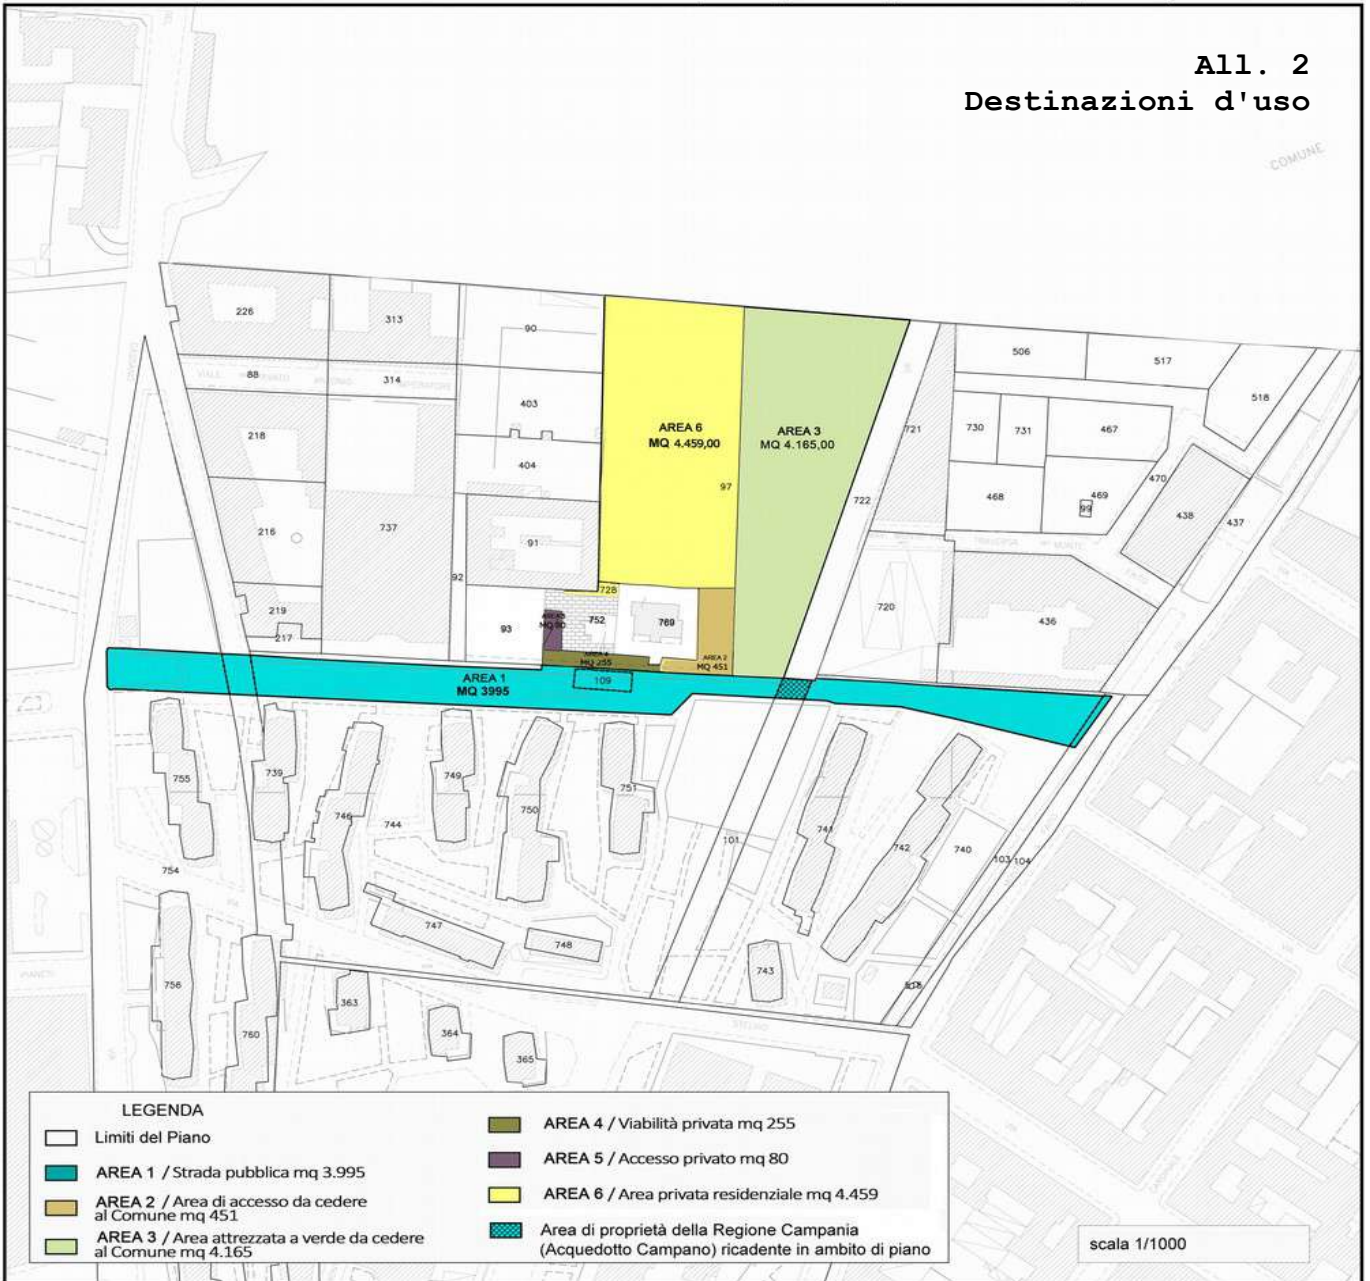 All. 2
Destinazioni d'uso
COMUNE
226
313
90
506
517
88
314
403
518
218
AREA 6
MQ 4.459,00
AREA 3
MQ 4.165,00
721
730
731
467
404
97
722
468
469
99
470
438
437
216
737
91
TRAVERSA
92
728
219
217
93
752
769
720
436
AREA 2
MQ 451
MQ 255
AREA 1
MQ 3995
109
755
739
746
749
750
751
744
741
742
740
101
103
104
754
747
748
743
756
760
363
364
365
PIANCTI
STELRO
LEGENDA
Limiti del Piano
AREA 1 / Strada pubblica mq 3.995
AREA 2 / Area di accesso da cedere
al Comune mq 451
AREA 3 / Area attrezzata a verde da cedere
al Comune mq 4.165
AREA 4 / Viabilità privata mq 255
AREA 5 / Accesso privato mq 80
AREA 6 / Area privata residenziale mq 4.459
Area di proprietà della Regione Campania
(Acquedotto Campano) ricadente in ambito di piano
scala 1/1000